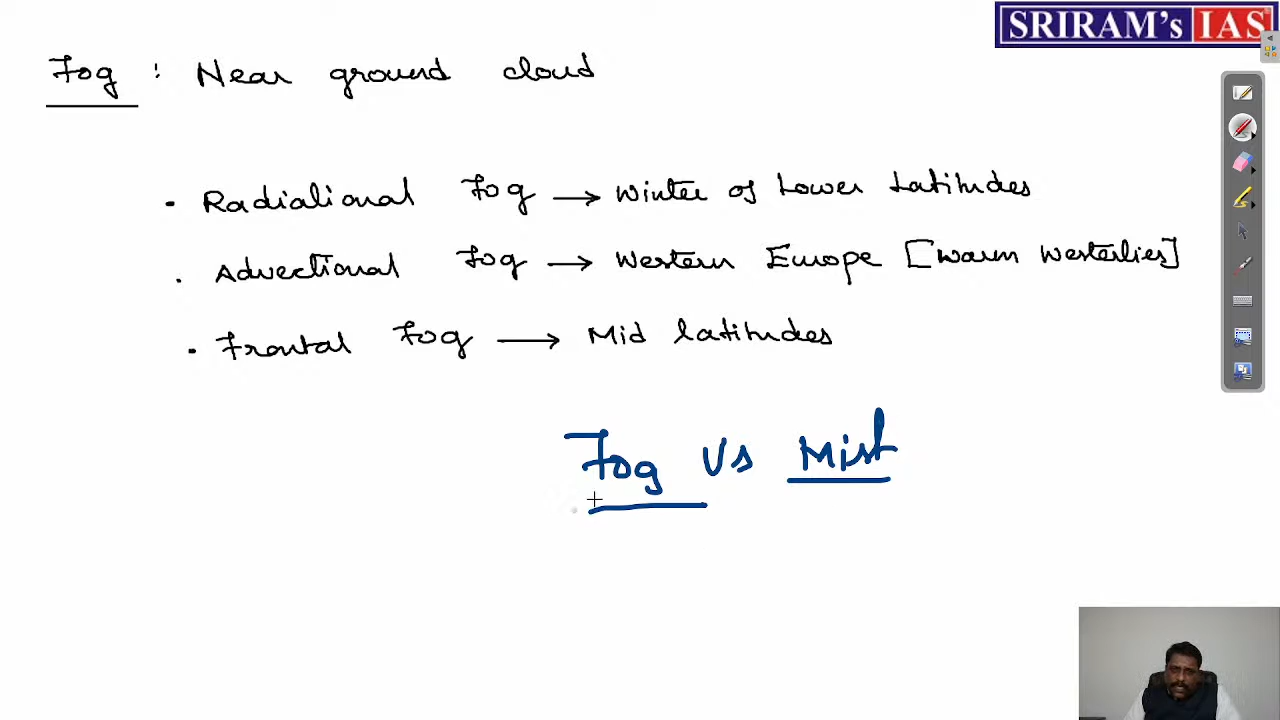 SRIRAM's IAS
Fog : Near ground cloud
• Radiational Fog → Winter of Lower Latitudes
• Advectional Fog → Western Europe [Warm Westerlies]
• Frontal Fog → Mid latitudes
Fog Vs Mist